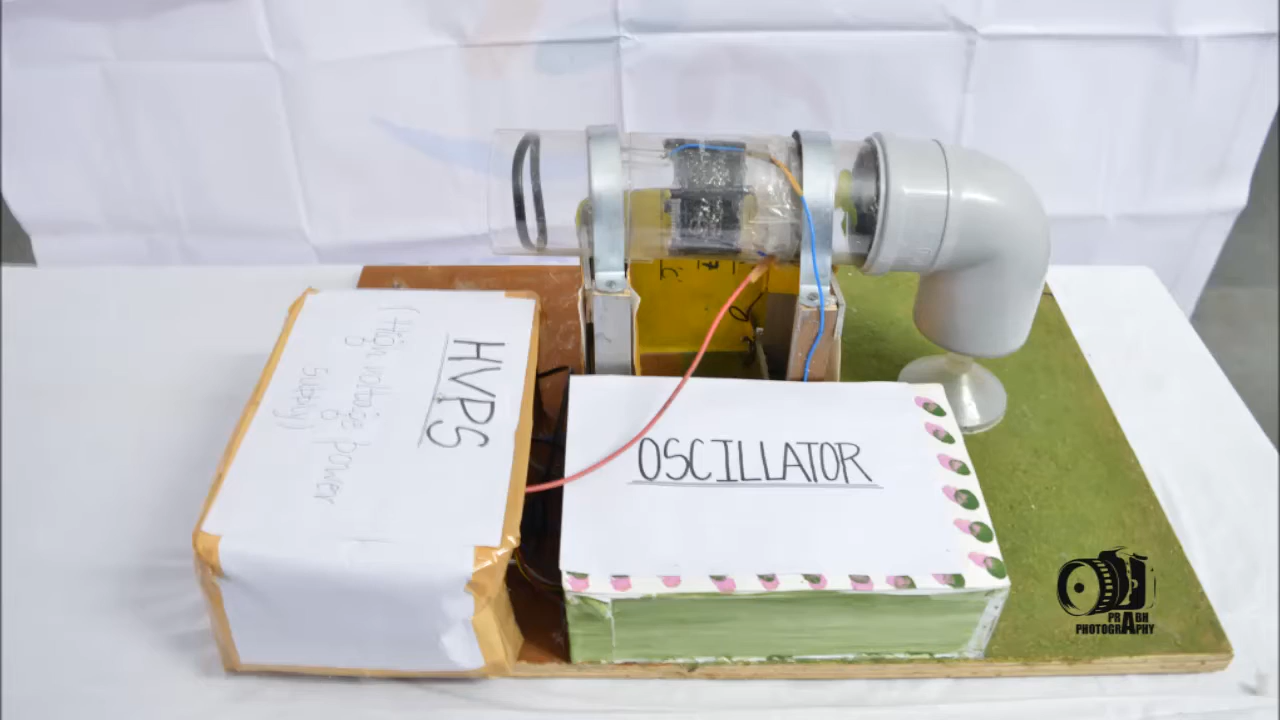 HVPS
(High voltage power
supply)
OSCILLATOR
PRABH
PHOTOGRAPHY